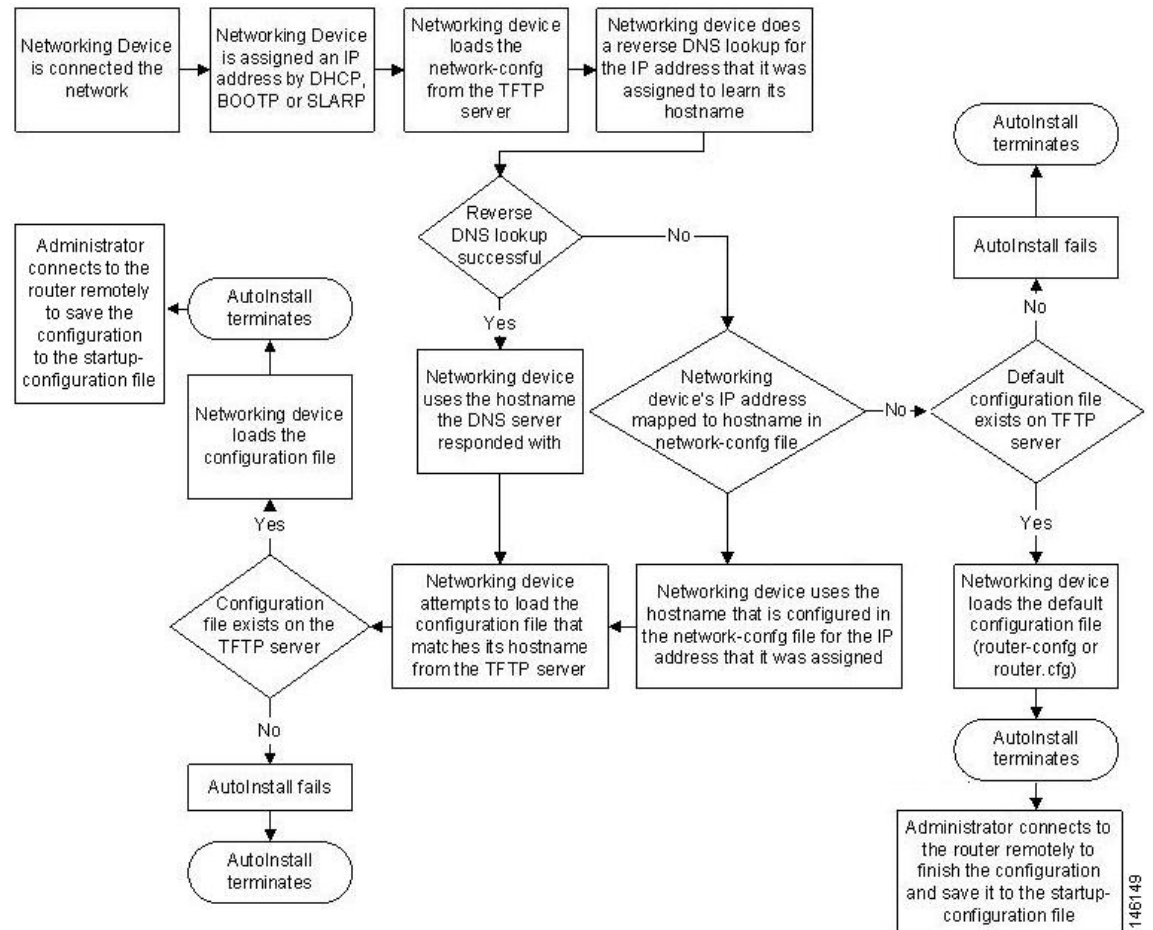 Networking Device
is connected the
network
Networking Device
is assigned an IP
address by DHCP,
BOOTP or SLARP
Networking device
loads the
network-confg
from the TFTP
server
Networking device does
a reverse DNS lookup for
the IP address that it was
assigned to learn its
hostname
AutoInstall
terminates
AutoInstall fails
No
Reverse
DNS lookup
successful
No
Yes
Administrator
connects to the
router remotely
to save the
configuration
to the startup-
configuration file
AutoInstall
terminates
Networking device
loads the
configuration file
Yes
Networking device
uses the hostname
the DNS server
responded with
Networking
device's IP address
mapped to hostname in
network-confg file
No
Default
configuration file
exists on TFTP
server
Yes
Configuration
file exists on the
TFTP server
Networking device
attempts to load the
configuration file that
matches its hostname
from the TFTP server
Networking device uses the
hostname that is configured in
the network-confg file for the IP
address that it was assigned
Networking device
loads the default
configuration file
(router-confg or
router.cfg)
No
AutoInstall fails
AutoInstall
terminates
AutoInstall
terminates
Administrator connects to
the router remotely to
finish the configuration
and save it to the startup-
configuration file
146149